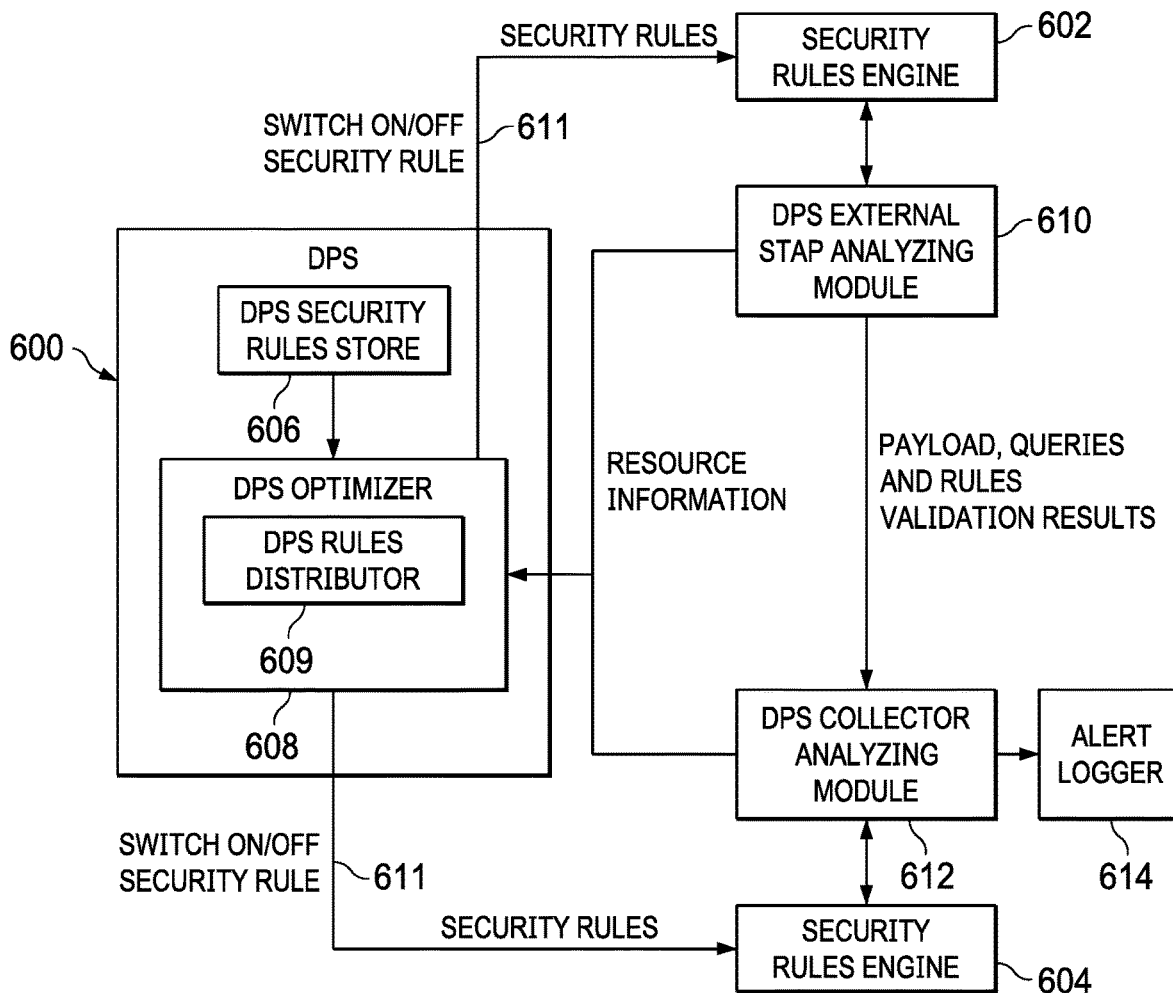 SECURITY RULES
SECURITY
RULES ENGINE
602
SWITCH ON/OFF
SECURITY RULE
611
DPS EXTERNAL
STAP ANALYZING
MODULE
610
DPS
DPS SECURITY
RULES STORE
600
606
DPS OPTIMIZER
DPS RULES
DISTRIBUTOR
609
608
RESOURCE
INFORMATION
PAYLOAD, QUERIES
AND RULES
VALIDATION RESULTS
DPS COLLECTOR
ANALYZING
MODULE
612
ALERT
LOGGER
614
SWITCH ON/OFF
SECURITY RULE
611
SECURITY RULES
SECURITY
RULES ENGINE
604